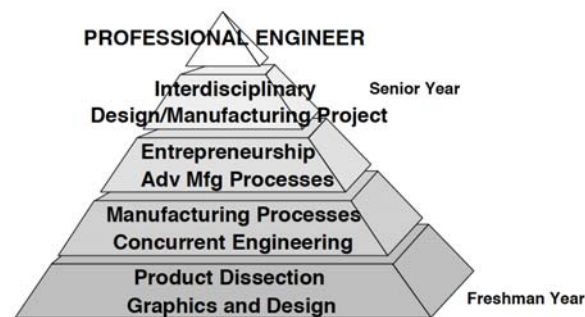 PROFESSIONAL ENGINEER
Interdisciplinary
Senior Year
Design/Manufacturing Project
Entrepreneurship
Adv Mfg Processes
Manufacturing Processes
Concurrent Engineering
Product Dissection
Graphics and Design
Freshman Year